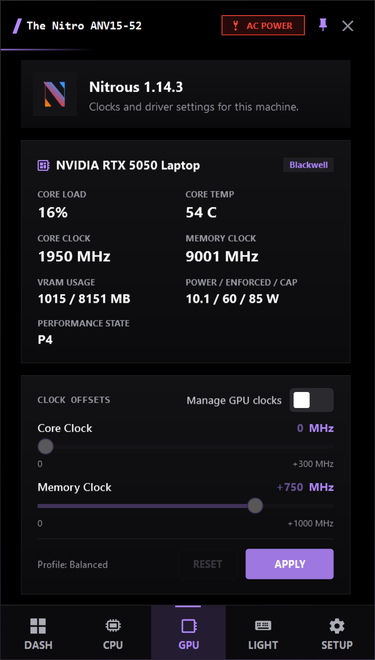 The Nitro ANV15-52
AC POWER
Nitrous 1.14.3
Clocks and driver settings for this machine.
NVIDIA RTX 5050 Laptop
Blackwell
CORE LOAD
CORE TEMP
16%
54 C
CORE CLOCK
MEMORY CLOCK
1950 MHz
9001 MHz
VRAM USAGE
POWER / ENFORCED / CAP
1015 / 8151 MB
10.1 / 60 / 85 W
PERFORMANCE STATE
P4
CLOCK OFFSETS
Manage GPU clocks
Core Clock
0 MHz
0
+300 MHz
Memory Clock
+750 MHz
0
+1000 MHz
Profile: Balanced
RESET
APPLY
DASH
CPU
GPU
LIGHT
SETUP